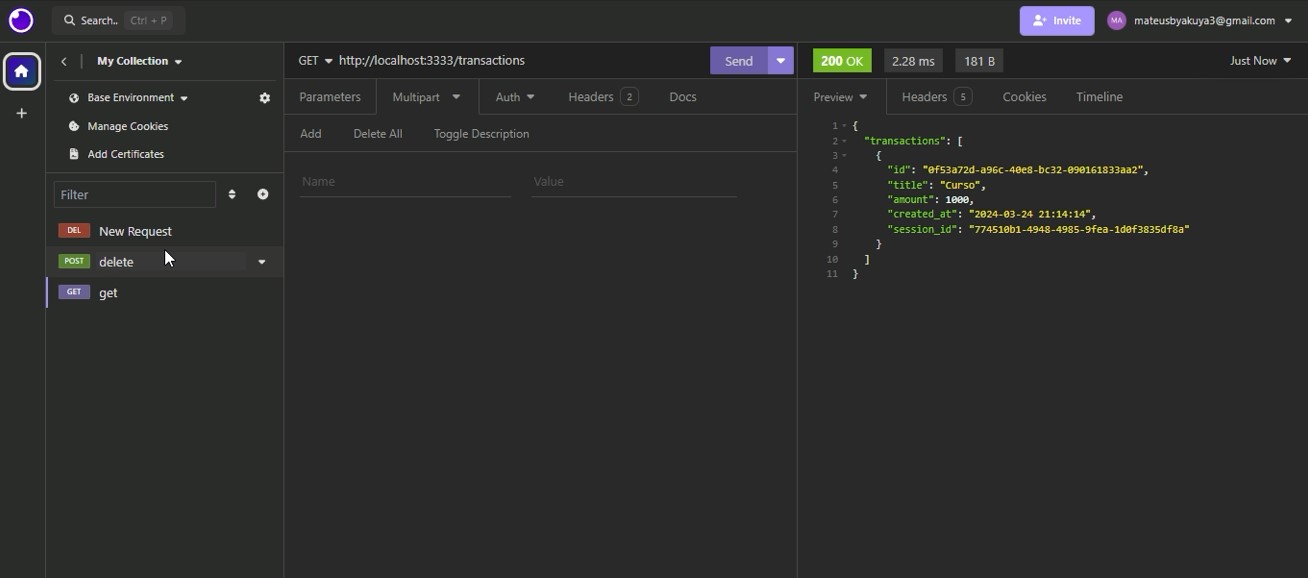 Search.. Ctrl + P
Invite
MA mateusbyakuya3@gmail.com
My Collection
Base Environment
Manage Cookies
Add Certificates
Filter
DEL New Request
POST delete
GET get
GET http://localhost:3333/transactions Send
Parameters Multipart Auth Headers 2 Docs
Add Delete All Toggle Description
Name Value
200 OK 2.28 ms 181 B Just Now
Preview Headers 5 Cookies Timeline
1 {
2 "transactions": [
3 {
4 "id": "0f53a72d-a96c-40e8-bc32-090161833aa2",
5 "title": "Curso",
6 "amount": 1000,
7 "created_at": "2024-03-24 21:14:14",
8 "session_id": "774510b1-4948-4985-9fea-1d0f3835df8a"
9 }
10 ]
11 }